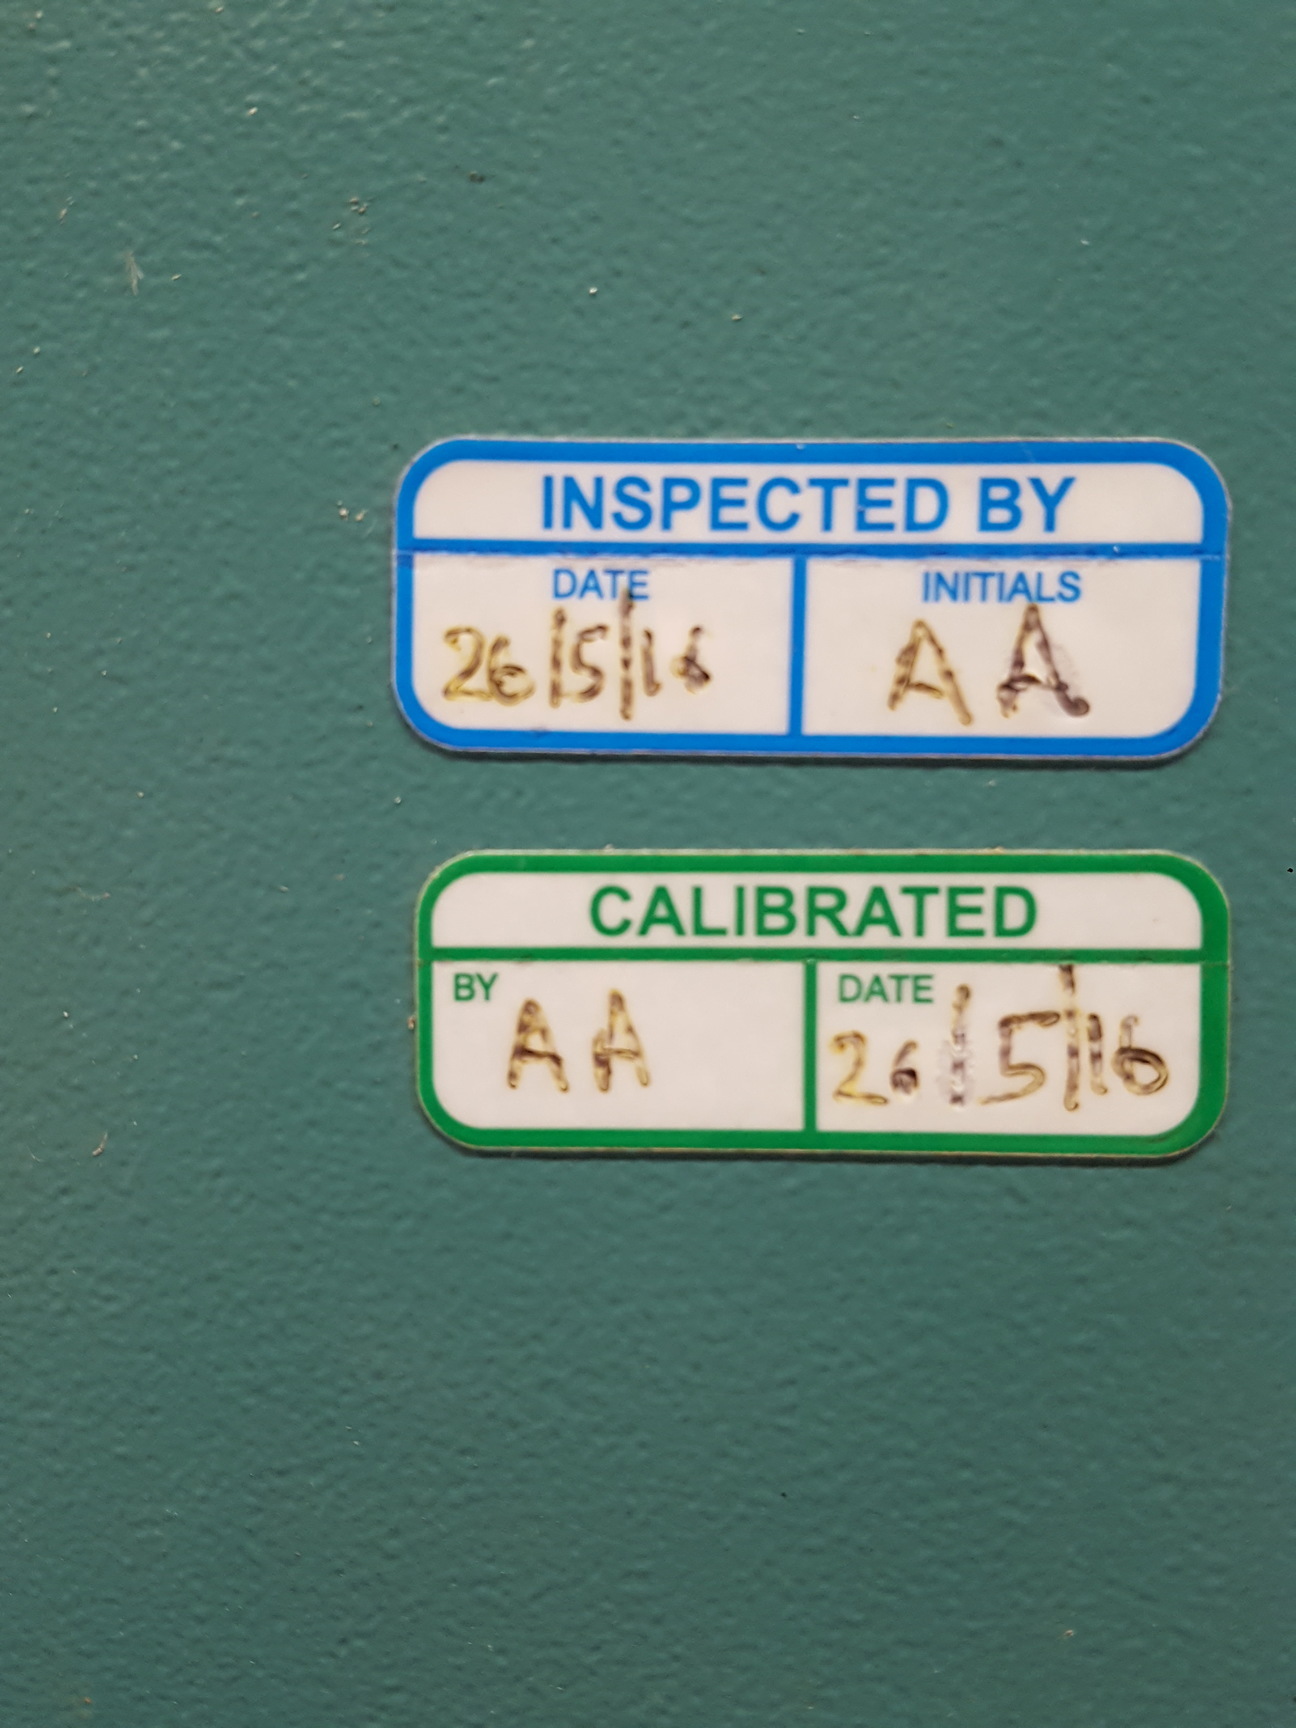 INSPECTED BY
DATE INITIALS
26/5/16 AA
CALIBRATED
BY AA DATE
26/5/16